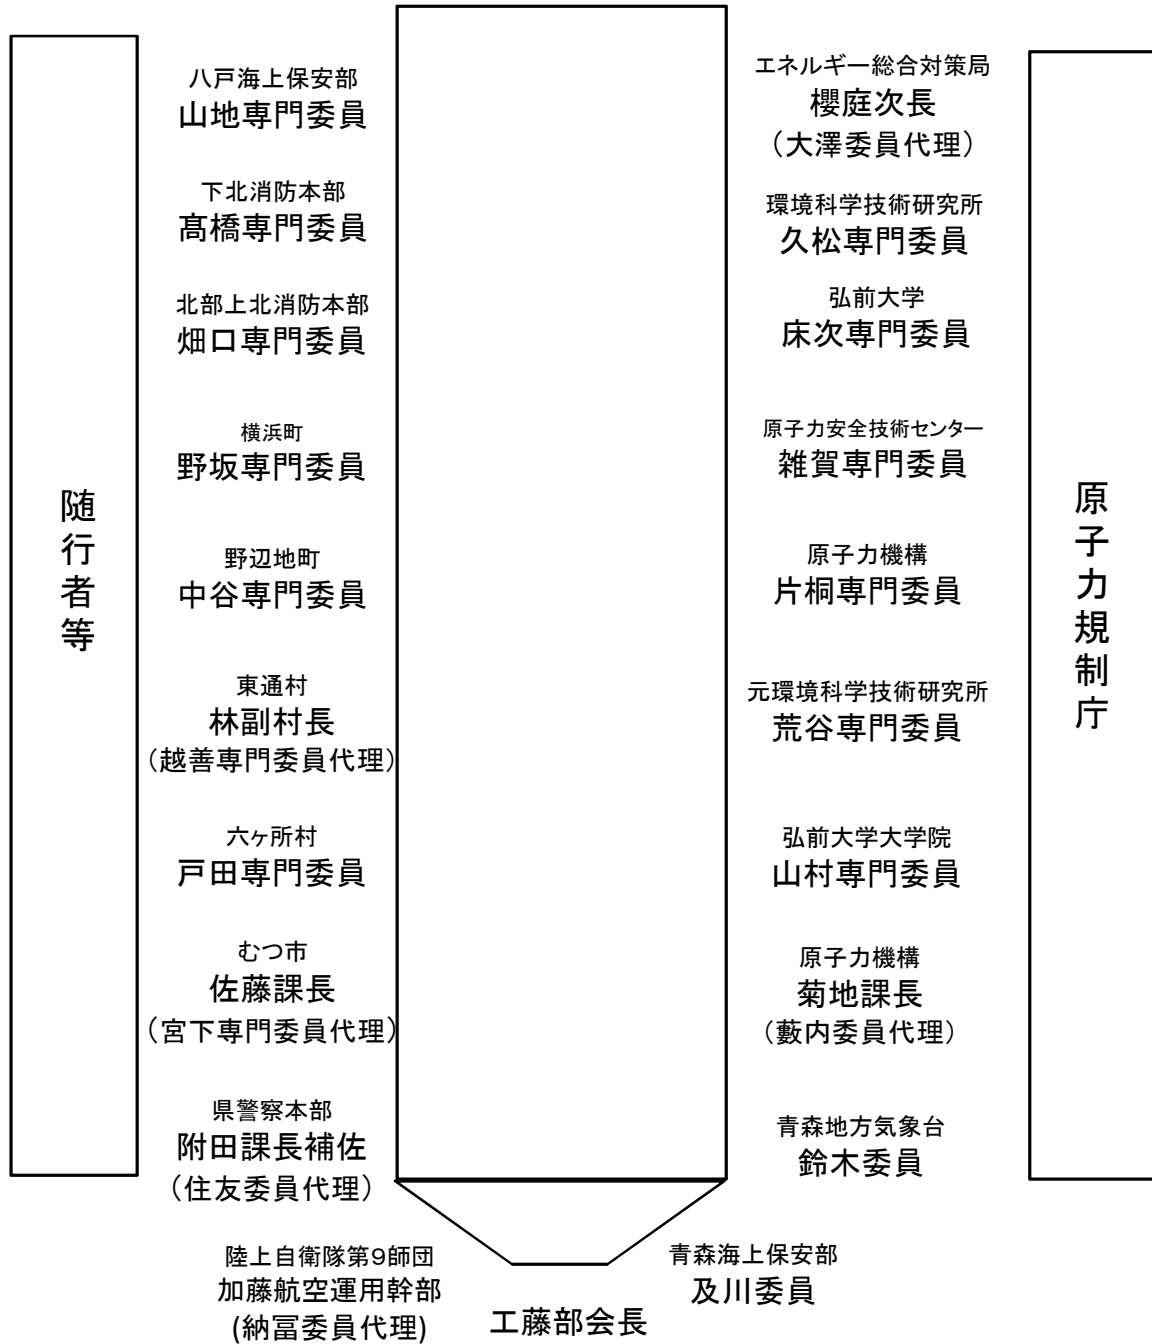 随行者等
八戸海上保安部
山地専門委員
下北消防本部
髙橋専門委員
北部上北消防本部
畑口専門委員
横浜町
野坂専門委員
野辺地町
中谷専門委員
東通村
林副村長
（越善専門委員代理）
六ヶ所村
戸田専門委員
むつ市
佐藤課長
（宮下専門委員代理）
県警察本部
附田課長補佐
（住友委員代理）
陸上自衛隊第9師団
加藤航空運用幹部
(納冨委員代理)
工藤部会長
青森海上保安部
及川委員
エネルギー総合対策局
櫻庭次長
（大澤委員代理）
環境科学技術研究所
久松専門委員
弘前大学
床次専門委員
原子力安全技術センター
雑賀専門委員
原子力機構
片桐専門委員
元環境科学技術研究所
荒谷専門委員
弘前大学大学院
山村専門委員
原子力機構
菊地課長
（藪内委員代理）
青森地方気象台
鈴木委員
原子力規制庁